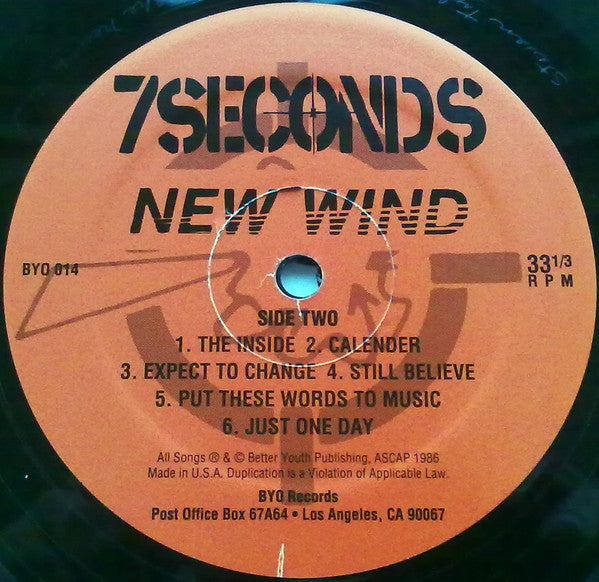 7SECONDS
NEW WIND
BYO 014
33 1/3
RPM
SIDE TWO
1. THE INSIDE 2. CALENDER
3. EXPECT TO CHANGE 4. STILL BELIEVE
5. PUT THESE WORDS TO MUSIC
6. JUST ONE DAY
All Songs ® & © Better Youth Publishing, ASCAP 1986
Made in U.S.A. Duplication is a Violation of Applicable Law.
BYO Records
Post Office Box 67A64 • Los Angeles, CA 90067